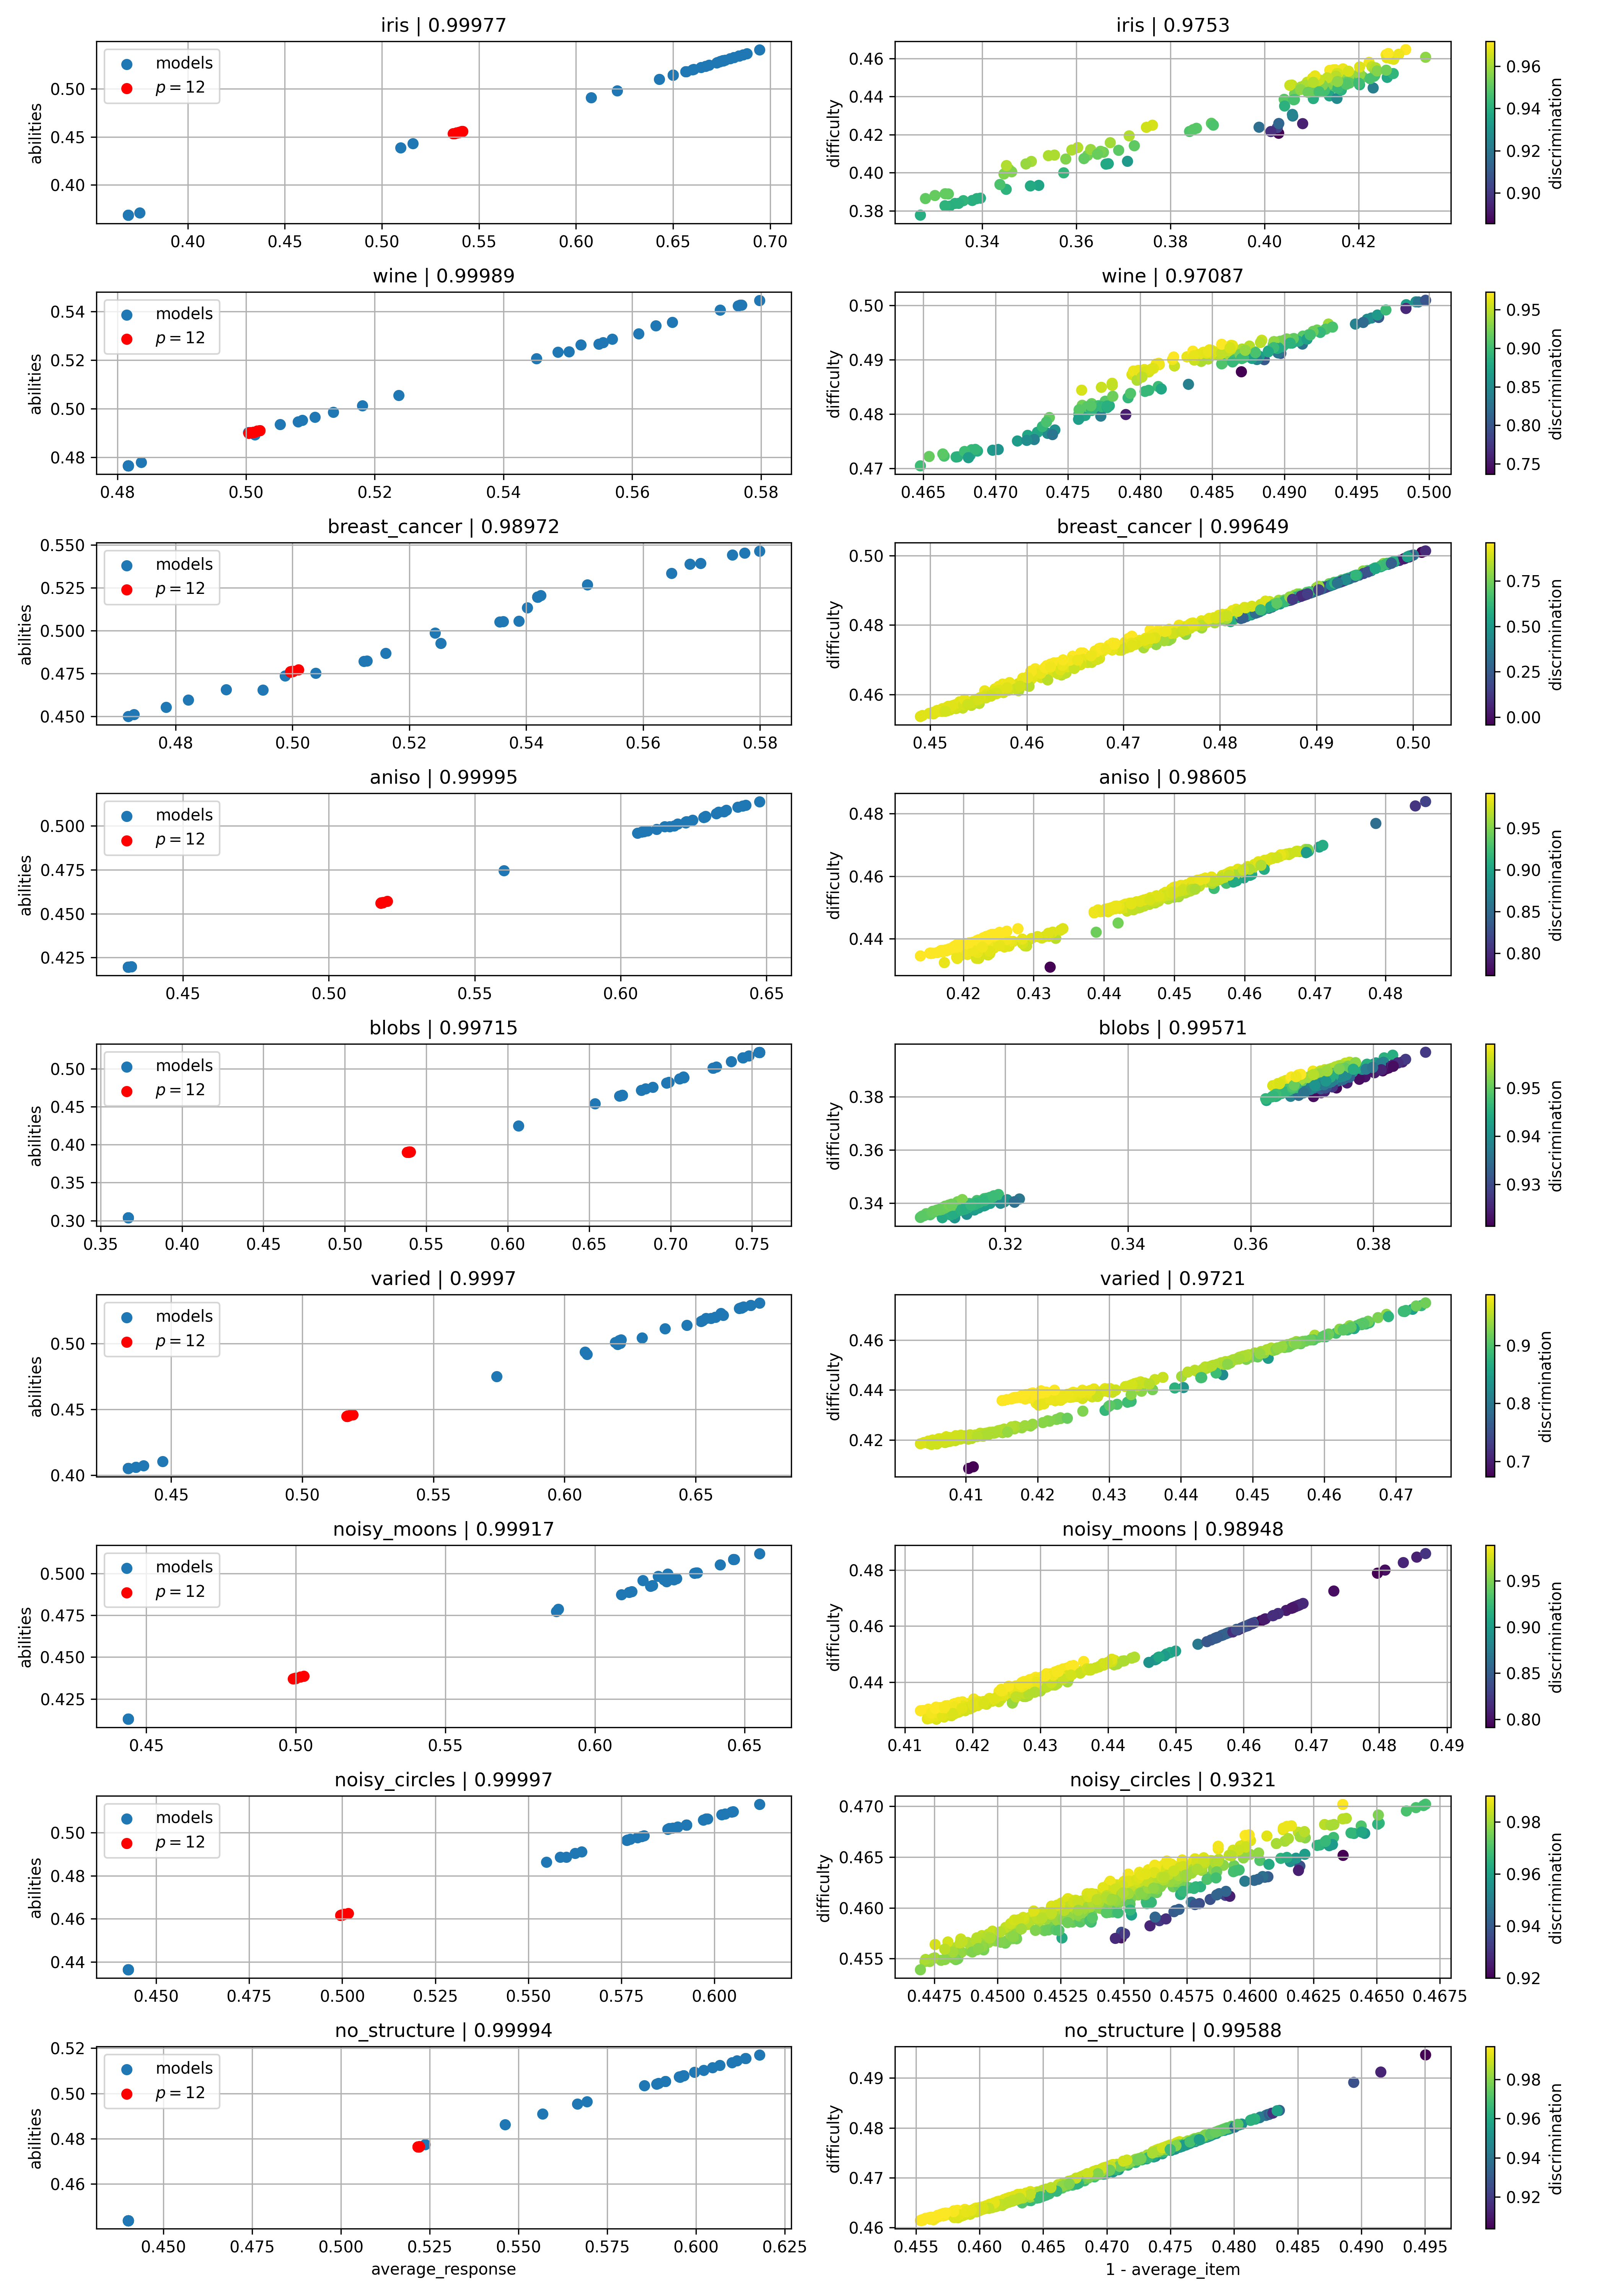 iris | 0.99977
models
p = 12
abilities
0.50
0.45
0.40
0.40 0.45 0.50 0.55 0.60 0.65 0.70
iris | 0.9753
difficulty
0.46
0.44
0.42
0.40
0.38
0.34 0.36 0.38 0.40 0.42
0.96
0.94
0.92
0.90
discrimination
wine | 0.99989
models
p = 12
abilities
0.54
0.52
0.50
0.48
0.48 0.50 0.52 0.54 0.56 0.58
wine | 0.97087
difficulty
0.50
0.49
0.48
0.47
0.465 0.470 0.475 0.480 0.485 0.490 0.495 0.500
0.95
0.90
0.85
0.80
0.75
discrimination
breast_cancer | 0.98972
models
p = 12
abilities
0.550
0.525
0.500
0.475
0.450
0.48 0.50 0.52 0.54 0.56 0.58
breast_cancer | 0.99649
difficulty
0.50
0.48
0.46
0.45 0.46 0.47 0.48 0.49 0.50
0.75
0.50
0.25
0.00
discrimination
aniso | 0.99995
models
p = 12
abilities
0.500
0.475
0.450
0.425
0.45 0.50 0.55 0.60 0.65
aniso | 0.98605
difficulty
0.48
0.46
0.44
0.42 0.43 0.44 0.45 0.46 0.47 0.48
0.95
0.90
0.85
0.80
discrimination
blobs | 0.99715
models
p = 12
abilities
0.50
0.45
0.40
0.35
0.30
0.35 0.40 0.45 0.50 0.55 0.60 0.65 0.70 0.75
blobs | 0.99571
difficulty
0.38
0.36
0.34
0.32 0.34 0.36 0.38
0.95
0.94
0.93
discrimination
varied | 0.9997
models
p = 12
abilities
0.50
0.45
0.40
0.45 0.50 0.55 0.60 0.65
varied | 0.9721
difficulty
0.46
0.44
0.42
0.41 0.42 0.43 0.44 0.45 0.46 0.47
0.9
0.8
0.7
discrimination
noisy_moons | 0.99917
models
p = 12
abilities
0.500
0.475
0.450
0.425
0.45 0.50 0.55 0.60 0.65
noisy_moons | 0.98948
difficulty
0.48
0.46
0.44
0.41 0.42 0.43 0.44 0.45 0.46 0.47 0.48 0.49
0.95
0.90
0.85
0.80
discrimination
noisy_circles | 0.99997
models
p = 12
abilities
0.50
0.48
0.46
0.44
0.450 0.475 0.500 0.525 0.550 0.575 0.600
noisy_circles | 0.9321
difficulty
0.470
0.465
0.460
0.455
0.4475 0.4500 0.4525 0.4550 0.4575 0.4600 0.4625 0.4650 0.4675
0.98
0.96
0.94
0.92
discrimination
no_structure | 0.99994
models
p = 12
abilities
0.52
0.50
0.48
0.46
0.450 0.475 0.500 0.525 0.550 0.575 0.600 0.625
average_response
no_structure | 0.99588
difficulty
0.49
0.48
0.47
0.46
0.455 0.460 0.465 0.470 0.475 0.480 0.485 0.490 0.495
1 - average_item
0.98
0.96
0.94
0.92
discrimination